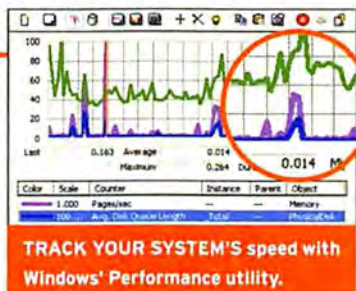 100
80
60
40
20
0
Last 0.163 Average 0.014
Maximum 0.264
0.014
Color Scale Counter Instance Parent Object
1.000 Pages/sec --- --- Memory
Avg. Disk Queue Length _Total --- PhysicalDisk
TRACK YOUR SYSTEM'S speed with
Windows' Performance utility.